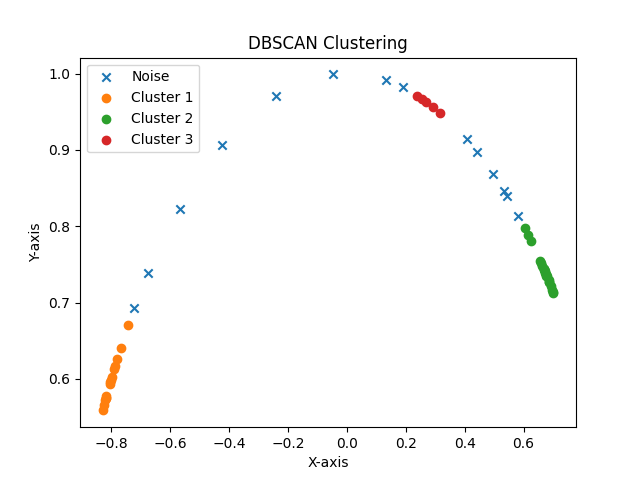 DBSCAN Clustering
Noise
Cluster 1
Cluster 2
Cluster 3
1.0
0.9
0.8
0.7
0.6
Y-axis
−0.8 −0.6 −0.4 −0.2 0.0 0.2 0.4 0.6
X-axis